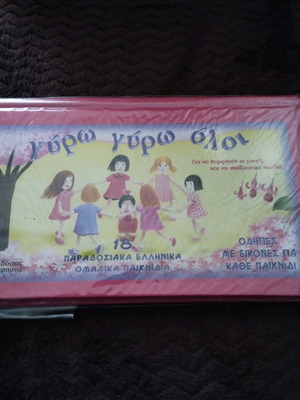 γύρω γύρω όλοι
Για να θυμηθούν οι γονείς
και να παίξουν τα παιδιά
18
ΠΑΡΑΔΟΣΙΑΚΑ ΕΛΛΗΝΙΚΑ
ΟΜΑΔΙΚΑ ΠΑΙΧΝΙΔΙΑ
ΟΔΗΓΙΕΣ
ΜΕ ΕΙΚΟΝΕΣ ΓΙΑ
ΚΑΘΕ ΠΑΙΧΝΙΔΙ